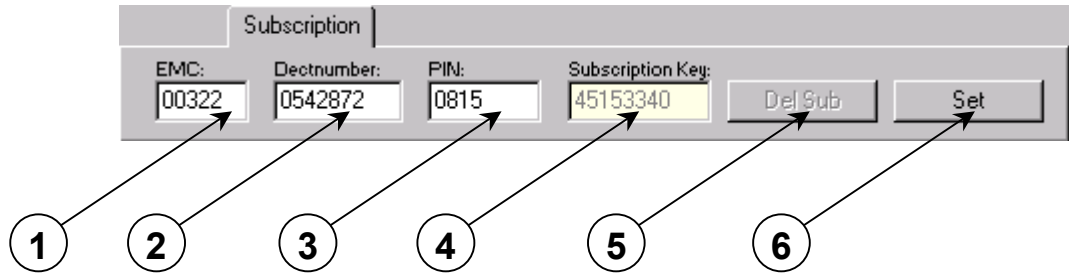 Subscription
EMC: Dectnumber: PIN: Subscription Key:
00322 0542872 0815 45153340 Del Sub Set
1 2 3 4 5 6